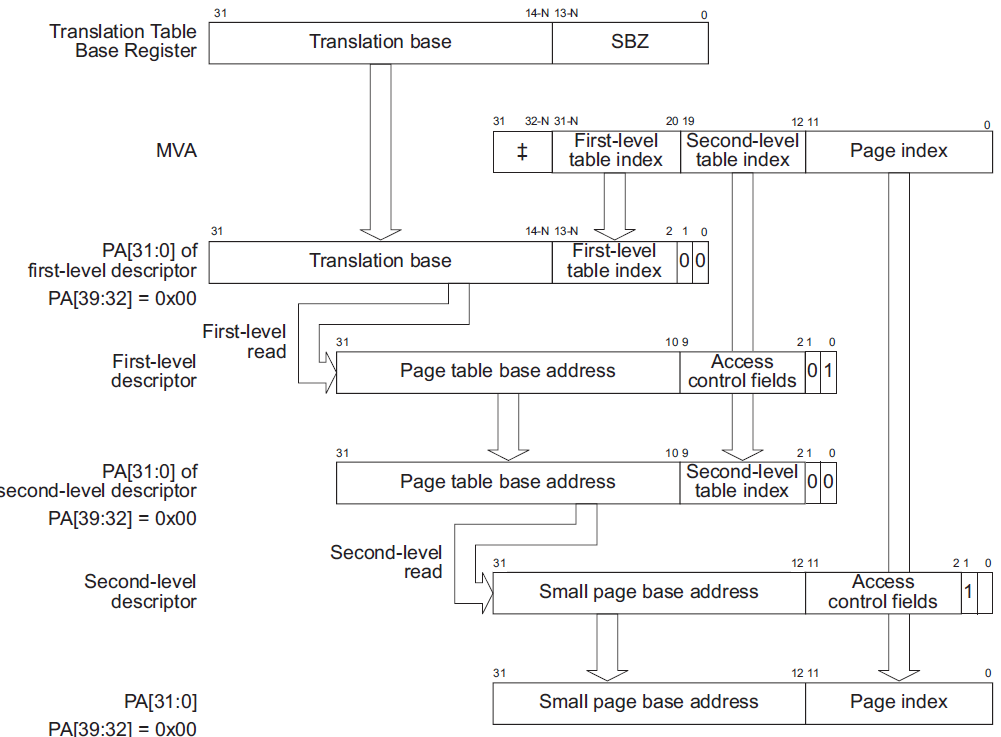 31 14-N 13-N 0
Translation Table
Base Register
Translation base SBZ
31 32-N 31-N 20 19 12 11 0
MVA
‡
First-level
table index
Second-level
table index
Page index
31 14-N 13-N 2 1 0
PA[31:0] of
first-level descriptor
PA[39:32] = 0x00
Translation base
First-level
table index
0 0
First-level
read
31 10 9 2 1 0
First-level
descriptor
Page table base address
Access
control fields
0 1
31 10 9 2 1 0
PA[31:0] of
second-level descriptor
PA[39:32] = 0x00
Page table base address
Second-level
table index
0 0
Second-level
read
31 12 11 2 1 0
Second-level
descriptor
Small page base address
Access
control fields
1
31 12 11 0
PA[31:0]
PA[39:32] = 0x00
Small page base address Page index